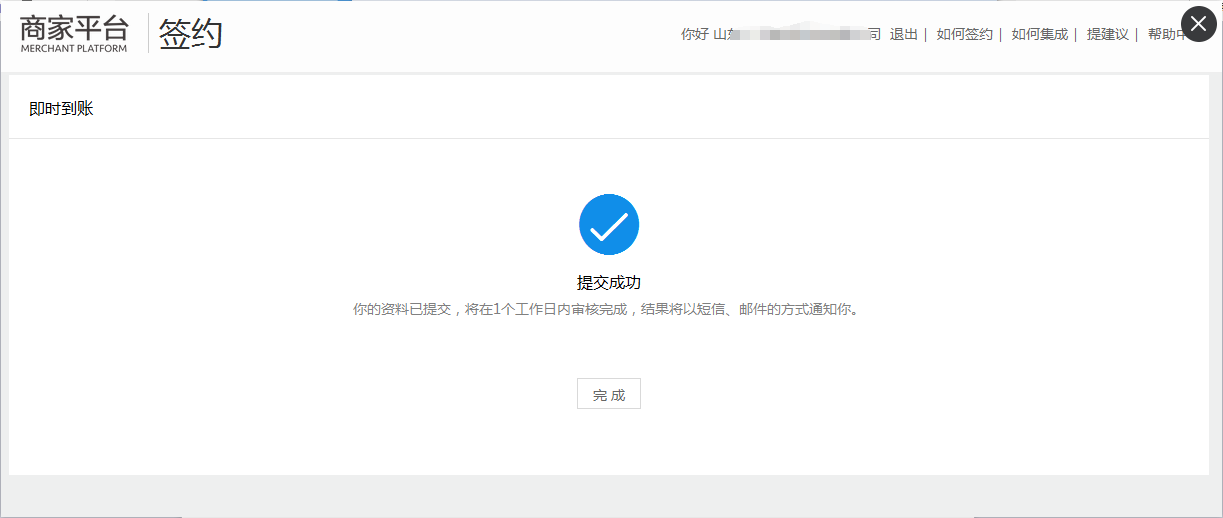 商家平台
MERCHANT PLATFORM
签约
你好 山东 司 退出 | 如何签约 | 如何集成 | 提建议 | 帮助中
即时到账
提交成功
你的资料已提交，将在1个工作日内审核完成，结果将以短信、邮件的方式通知你。
完 成